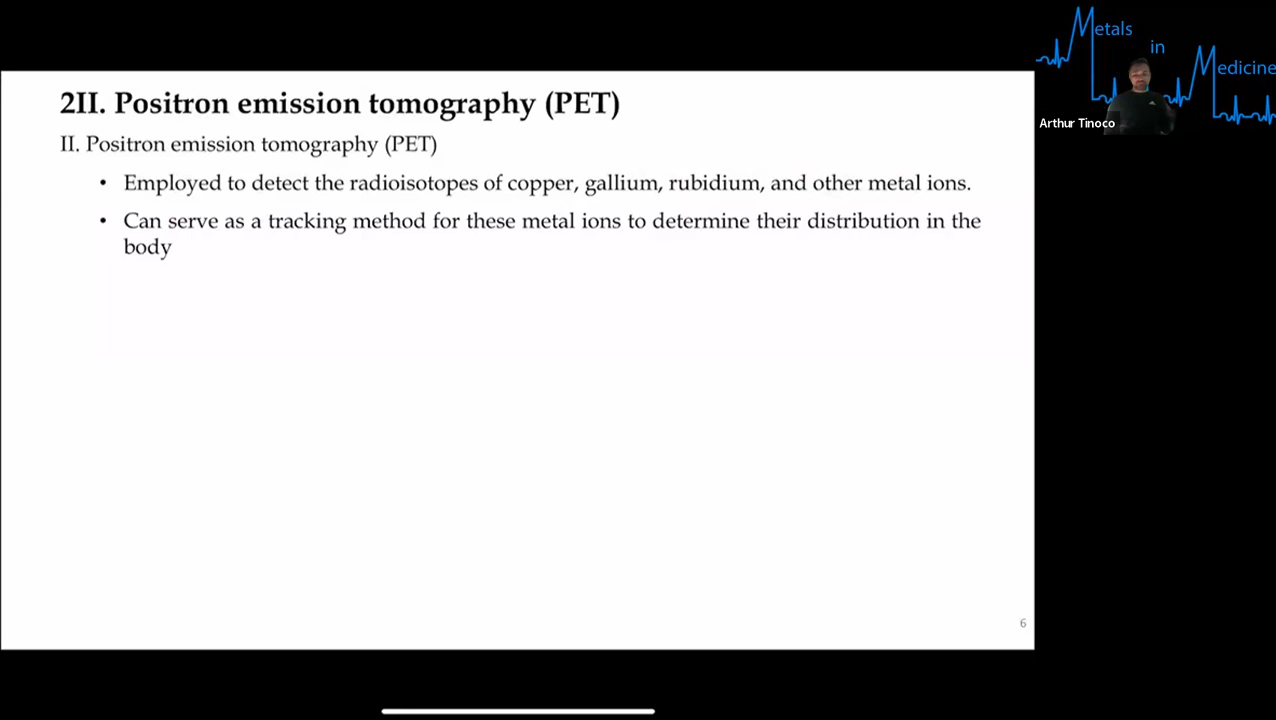 2II. Positron emission tomography (PET)
II. Positron emission tomography (PET)
• Employed to detect the radioisotopes of copper, gallium, rubidium, and other metal ions.
• Can serve as a tracking method for these metal ions to determine their distribution in the
body
6
Metals
in
Medicine
Arthur Tinoco